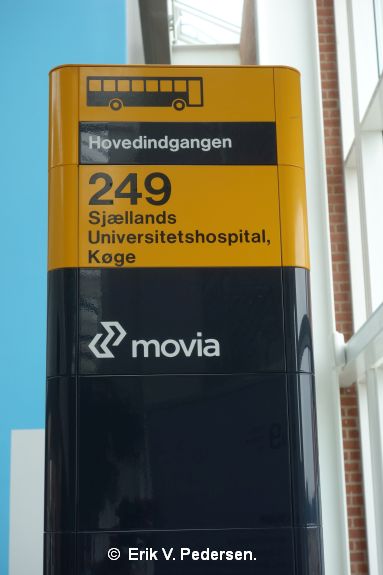 Hovedindgangen
249
Sjællands
Universitetshospital,
Køge
movia
© Erik V. Pedersen.